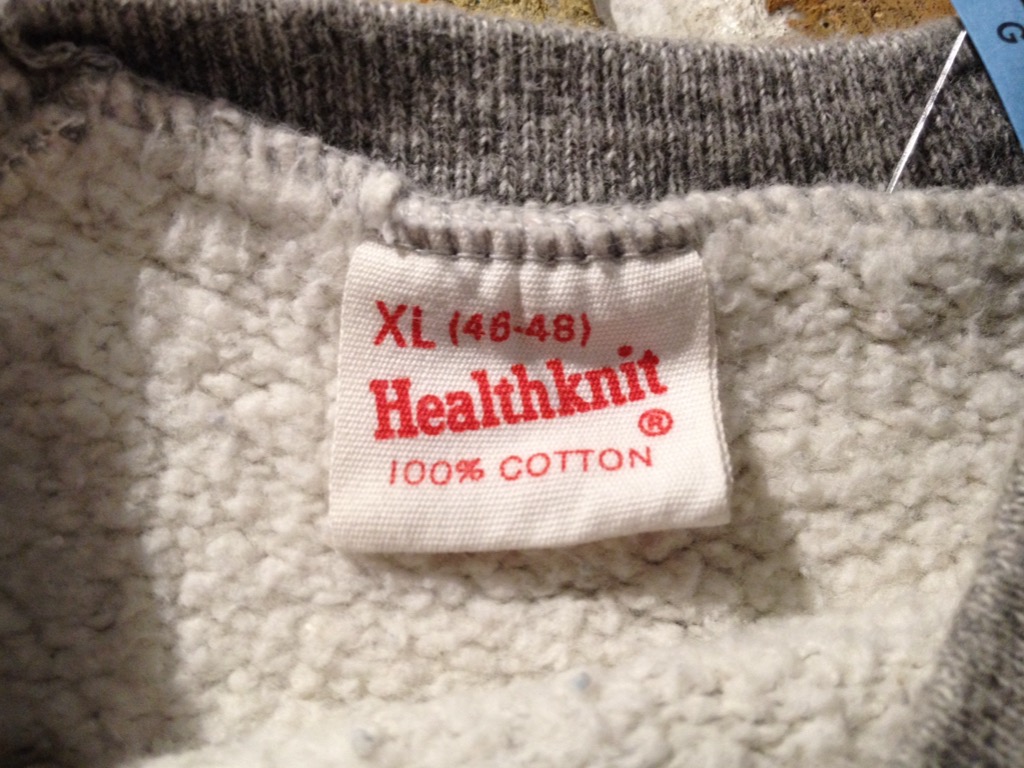 XL (46-48)
Healthknit
®
100% COTTON
G